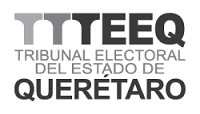 TTTEEQ
TRIBUNAL ELECTORAL
DEL ESTADO DE
QUERÉTARO